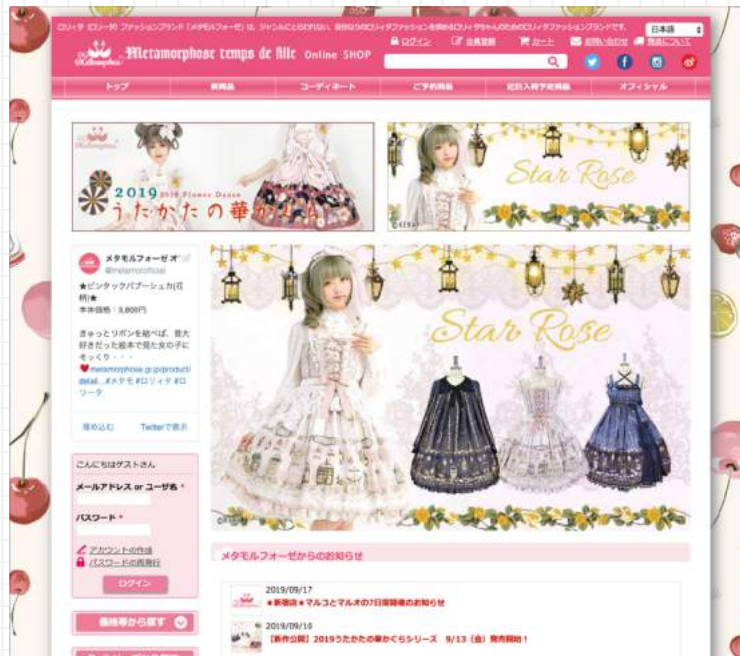 ロリィタ（ロリータ）ファッションブランド「メタモルフォーゼ」は、ジャンルにとらわれない、自分なりのロリィタファッションを求めるロリィタちゃんのためのロリィタファッションブランドです。
日本語
Metamorphose temps de fille Online SHOP
ログイン 会員登録 カート お問い合わせ 発送について
トップ 新商品 コーディネート ご予約商品 近日入荷予定商品 オフィシャル
2019 2019 Flower Dance
うたかたの華かぐら
Star Rose
メタモルフォーゼ オ
@metamorofficial
★ピンタックバブーシュカ(花
柄)★
本体価格：3,800円
きゅっとリボンを結べば、昔大
好きだった絵本で見た女の子に
そっくり・・・
metamorphose.gr.jp/product/
detail...#メタモ #ロリィタ #ロ
リータ
埋め込む Twitterで表示
Star Rose
こんにちはゲストさん
メールアドレス or ユーザ名 *
パスワード *
アカウントの作成
パスワードの再発行
ログイン
価格帯から探す
メタモルフォーゼからのお知らせ
2019/09/17
★新宿店★マルコとマルオの7日間開催のお知らせ
2019/09/10
【新作公開】2019うたかたの華かぐらシリーズ 9/13（金）発売開始！